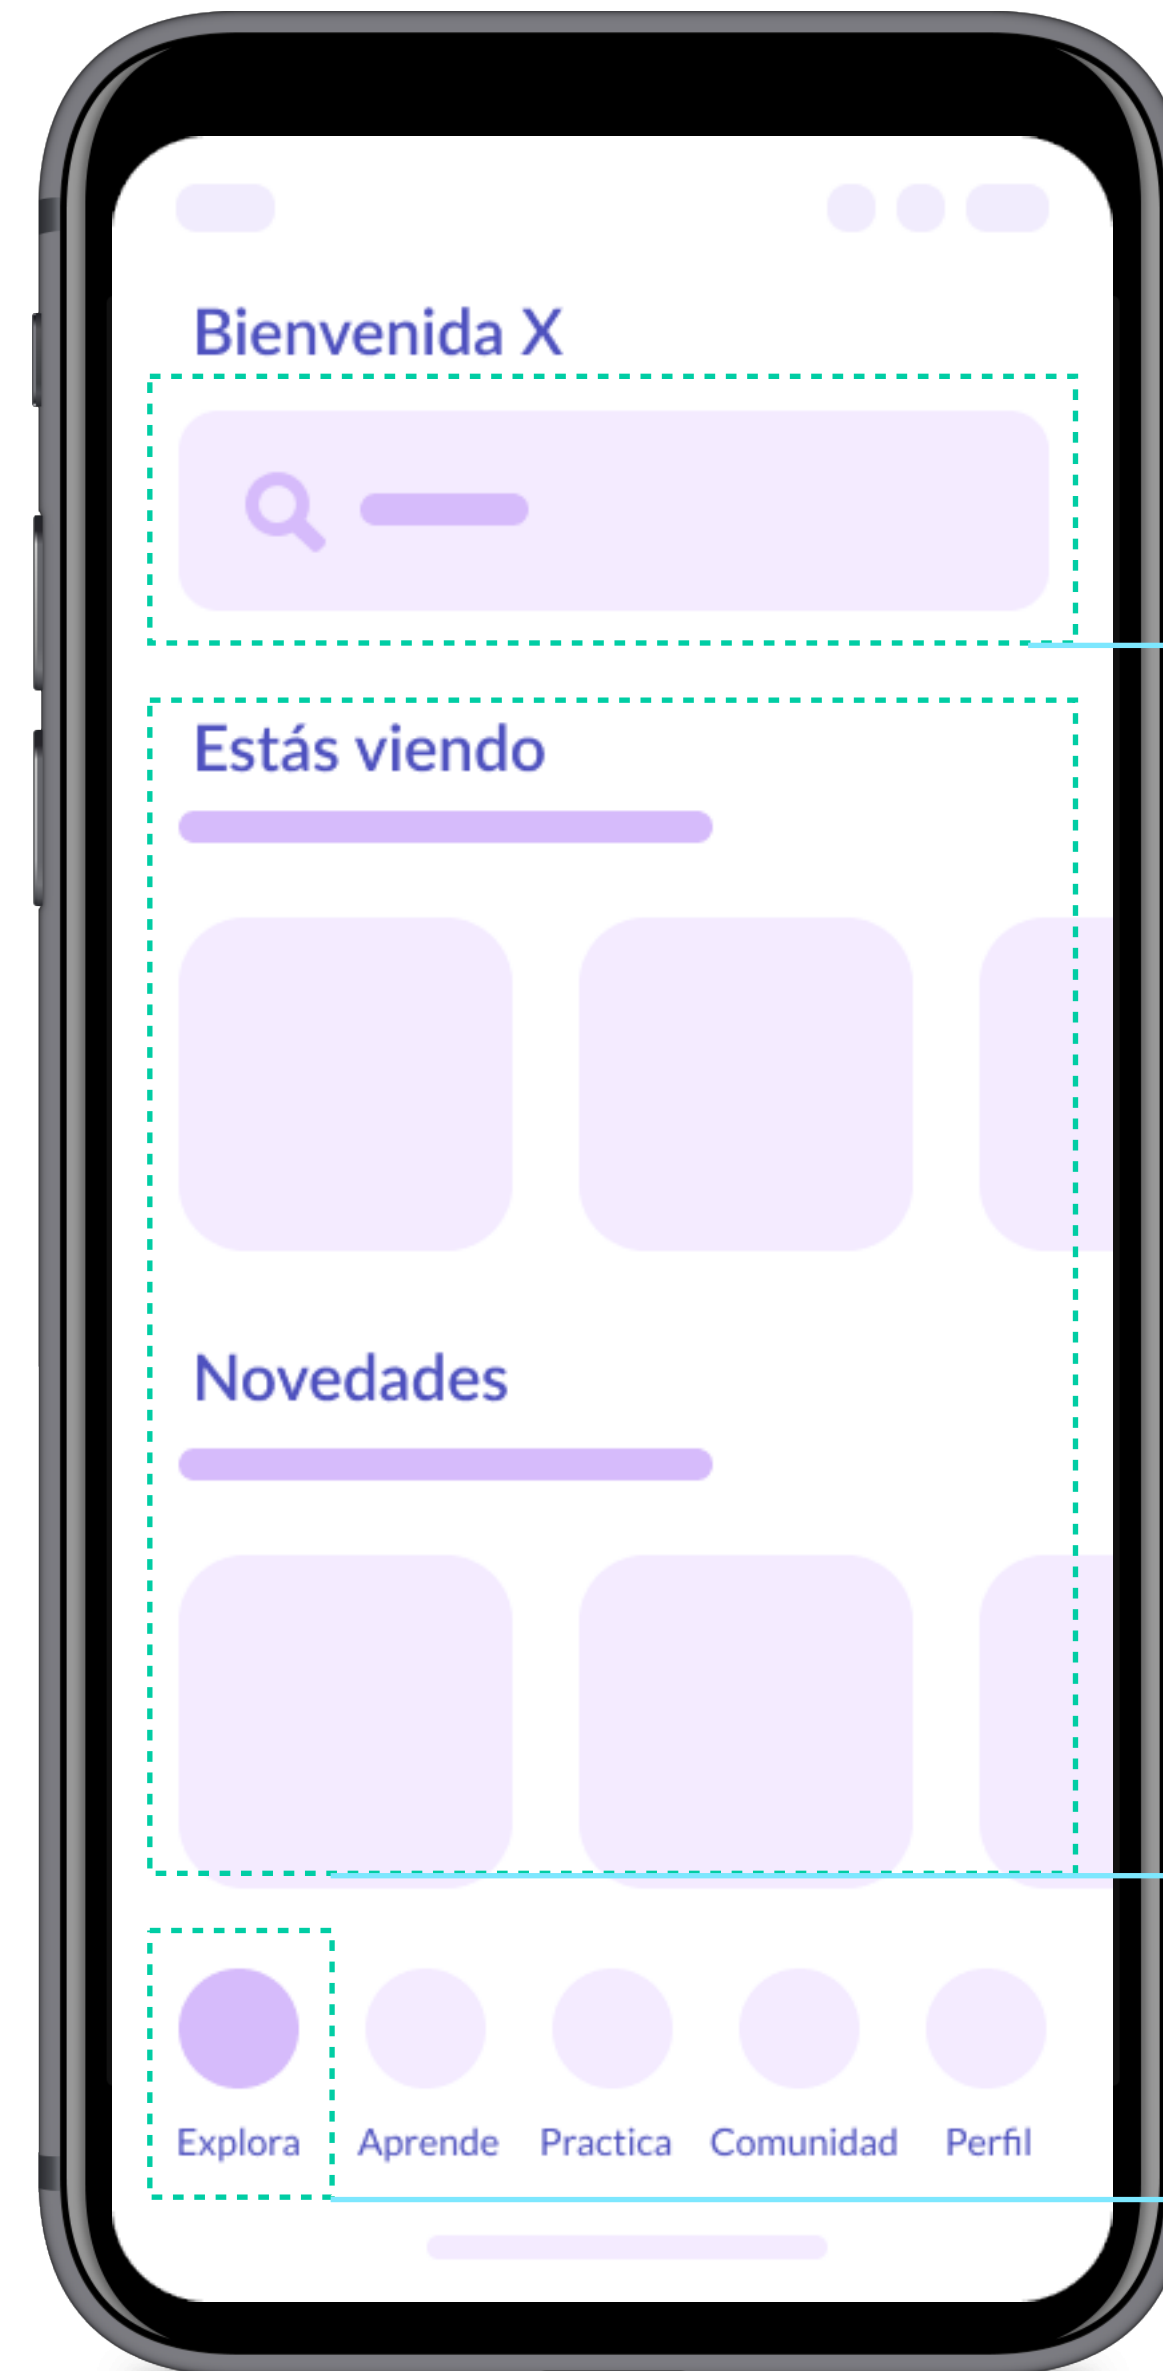 Bienvenida X
Estás viendo
Novedades
Explora Aprende Practica Comunidad Perfil